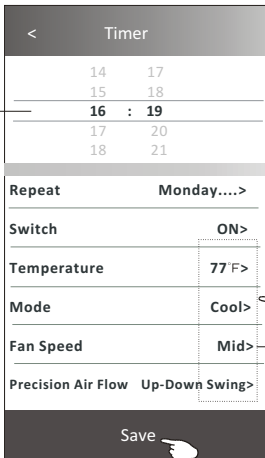 < Timer
14 17
15 18
16 : 19
17 20
18 21
Repeat Monday....>
Switch ON>
Temperature 77°F>
Mode Cool>
Fan Speed Mid>
Precision Air Flow Up-Down Swing>
Save